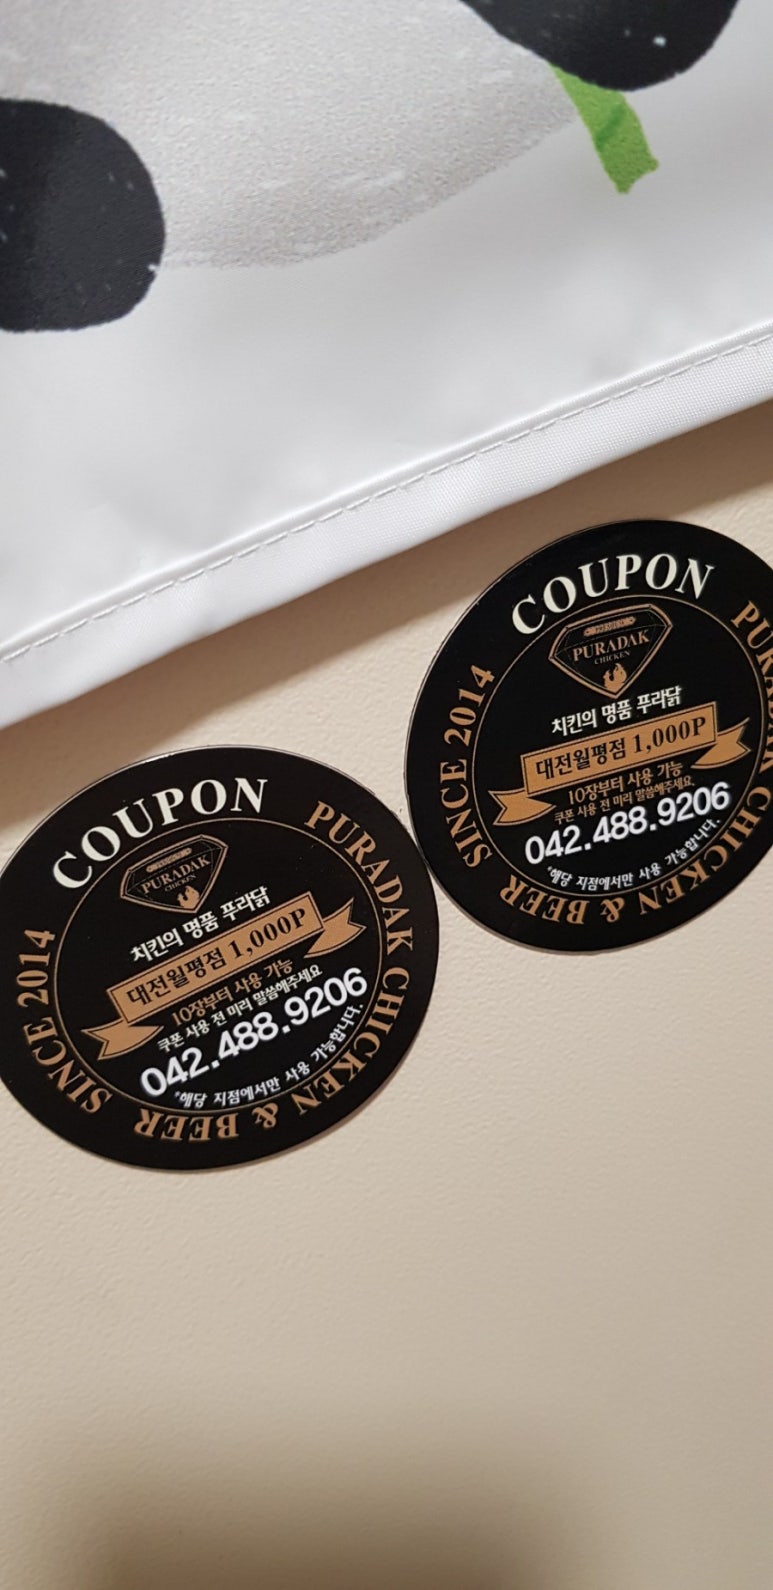 COUPON
PURADAK CHICKEN & BEER
SINCE 2014
PURADAK
CHICKEN
치킨의 명품 푸라닭
대전월평점 1,000P
10장부터 사용 가능
쿠폰 사용 전 미리 말씀해주세요
042.488.9206
*해당 지점에서만 사용 가능합니다.
COUPON
PURADAK CHICKEN & BEER
SINCE 2014
PURADAK
CHICKEN
치킨의 명품 푸라닭
대전월평점 1,000P
10장부터 사용 가능
쿠폰 사용 전 미리 말씀해주세요.
042.488.9206
*해당 지점에서만 사용 가능합니다.